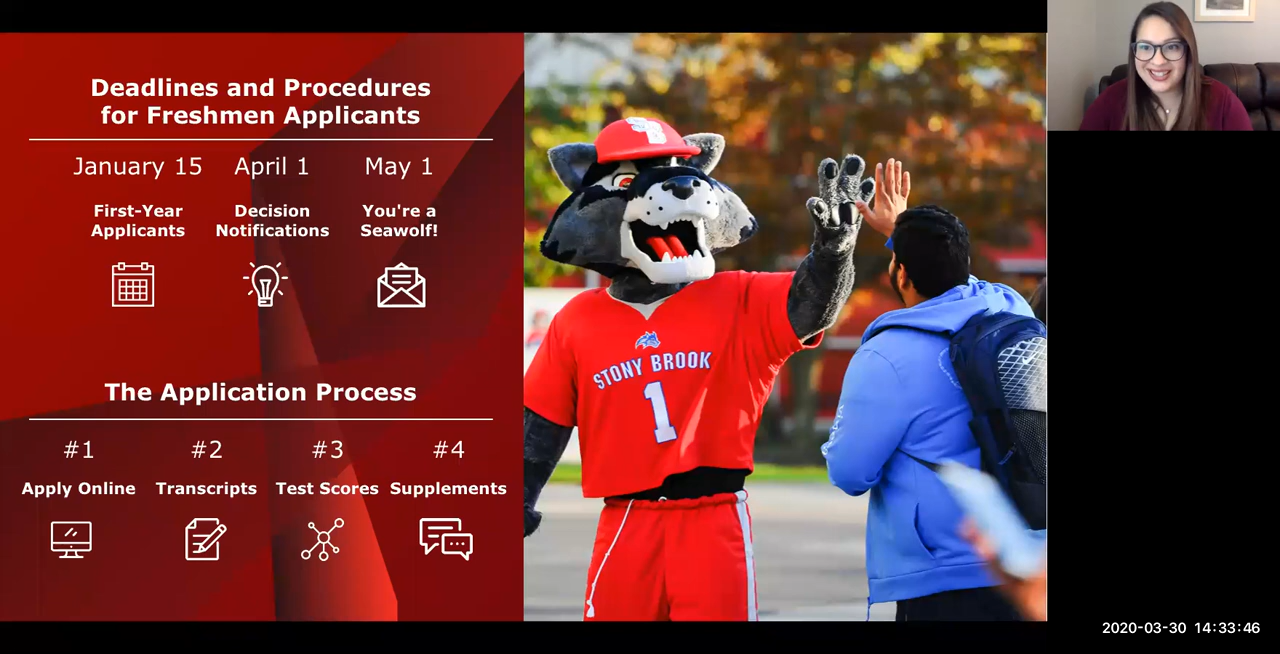 Deadlines and Procedures
for Freshmen Applicants
January 15 April 1 May 1
First-Year Decision You're a
Applicants Notifications Seawolf!
The Application Process
#1 #2 #3 #4
Apply Online Transcripts Test Scores Supplements
SB
STONY BROOK
1
2020-03-30 14:33:46